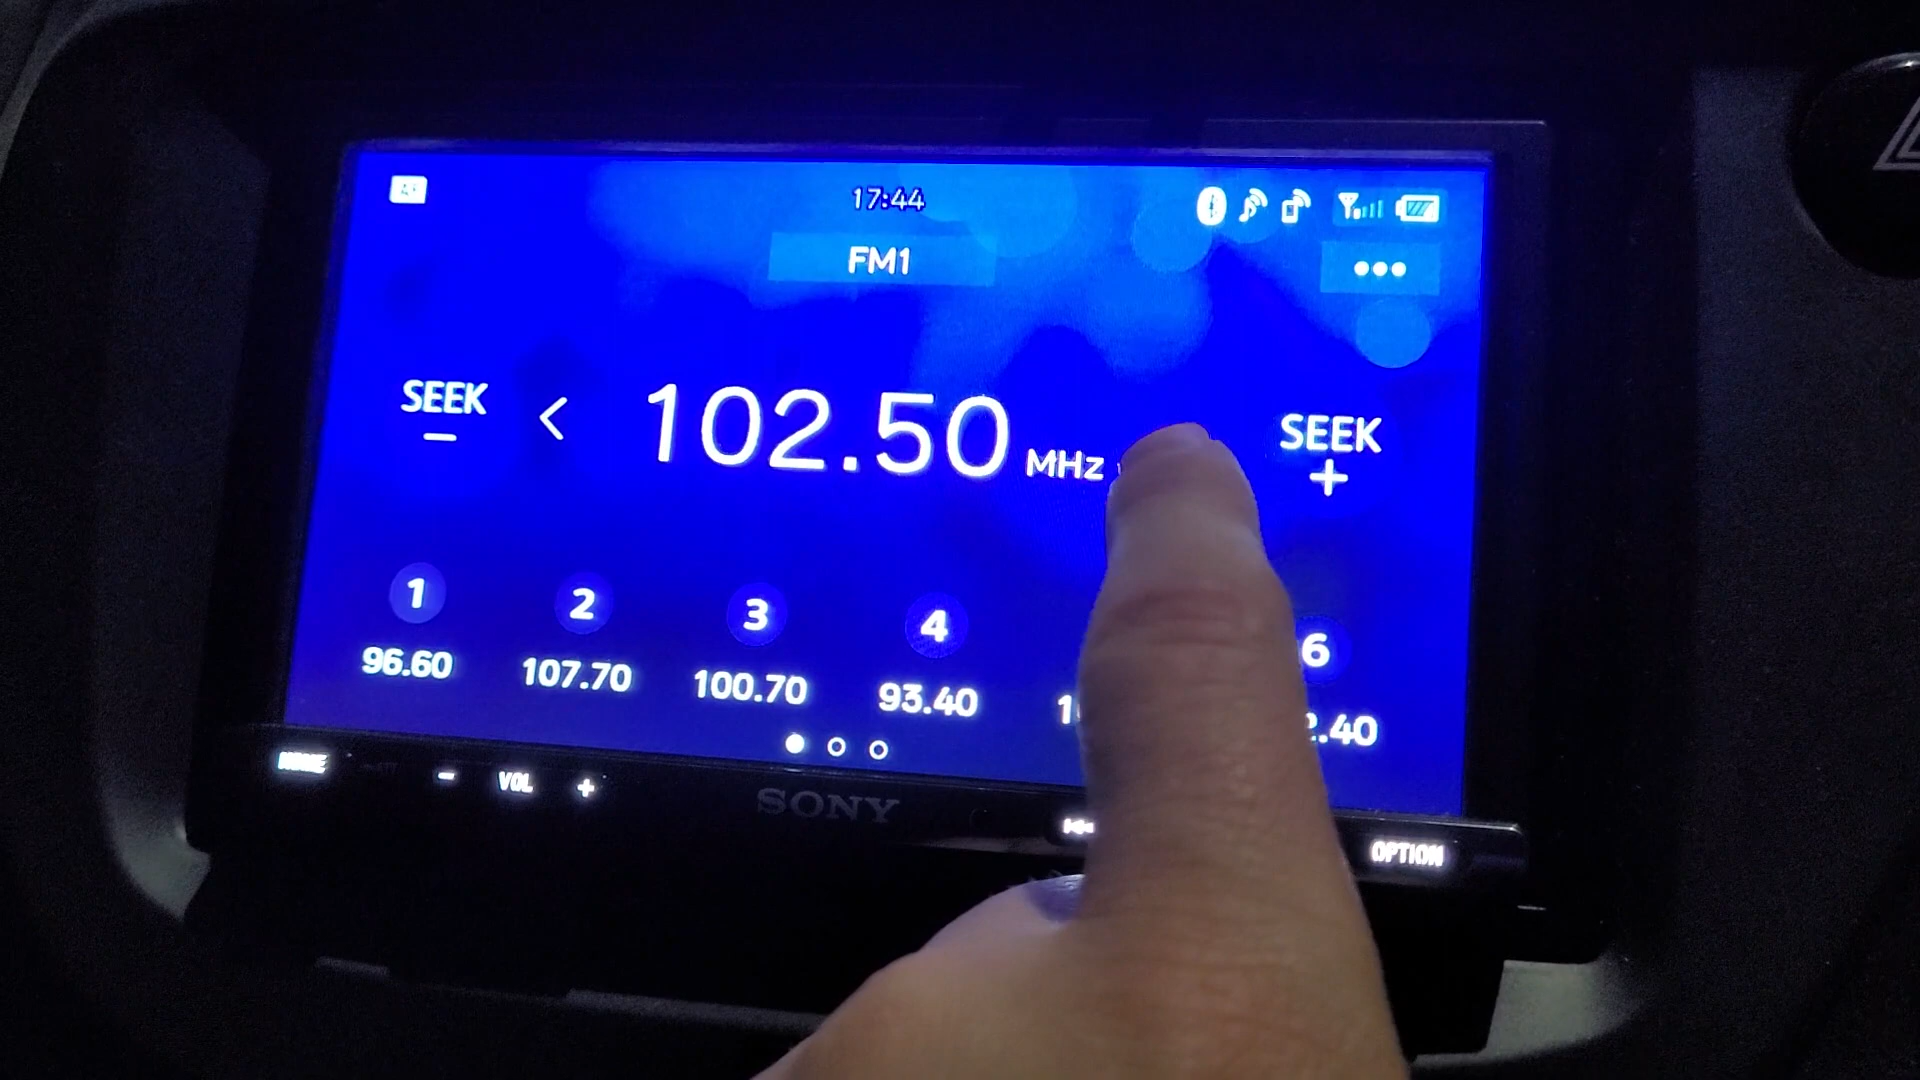 17:44
FM1
•••
SEEK
−
<
102.50 MHz
SEEK
+
1
2
3
4
6
96.60
107.70
100.70
93.40
.40
HOME
−
VOL
+
SONY
OPTION